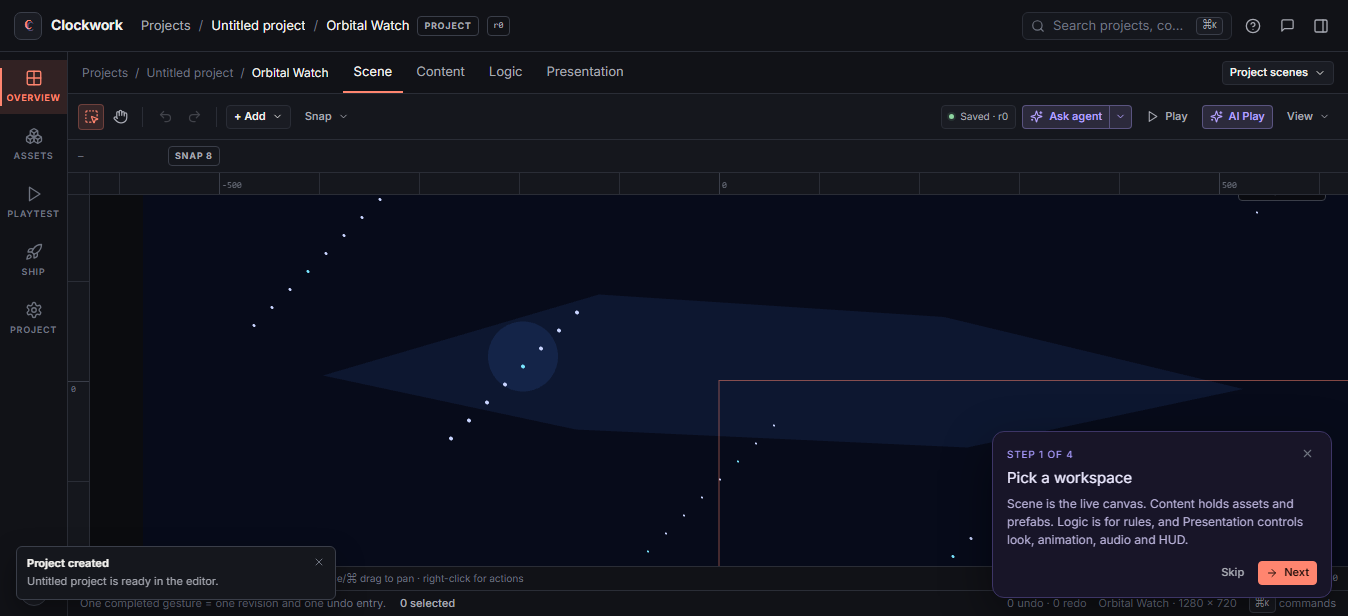 Clockwork
Projects / Untitled project / Orbital Watch PROJECT r0
Search projects, co... ⌘K
Projects / Untitled project / Orbital Watch
Scene Content Logic Presentation
Project scenes
OVERVIEW
ASSETS
PLAYTEST
SHIP
PROJECT
+ Add Snap
Saved · r0 Ask agent Play AI Play View
– SNAP 8
-500 0 500
0
STEP 1 OF 4
Pick a workspace
Scene is the live canvas. Content holds assets and
prefabs. Logic is for rules, and Presentation controls
look, animation, audio and HUD.
Skip Next
Project created
Untitled project is ready in the editor.
drag to pan · right-click for actions
One completed gesture = one revision and one undo entry. 0 selected
0 undo · 0 redo Orbital Watch · 1280 × 720 ⌘K commands